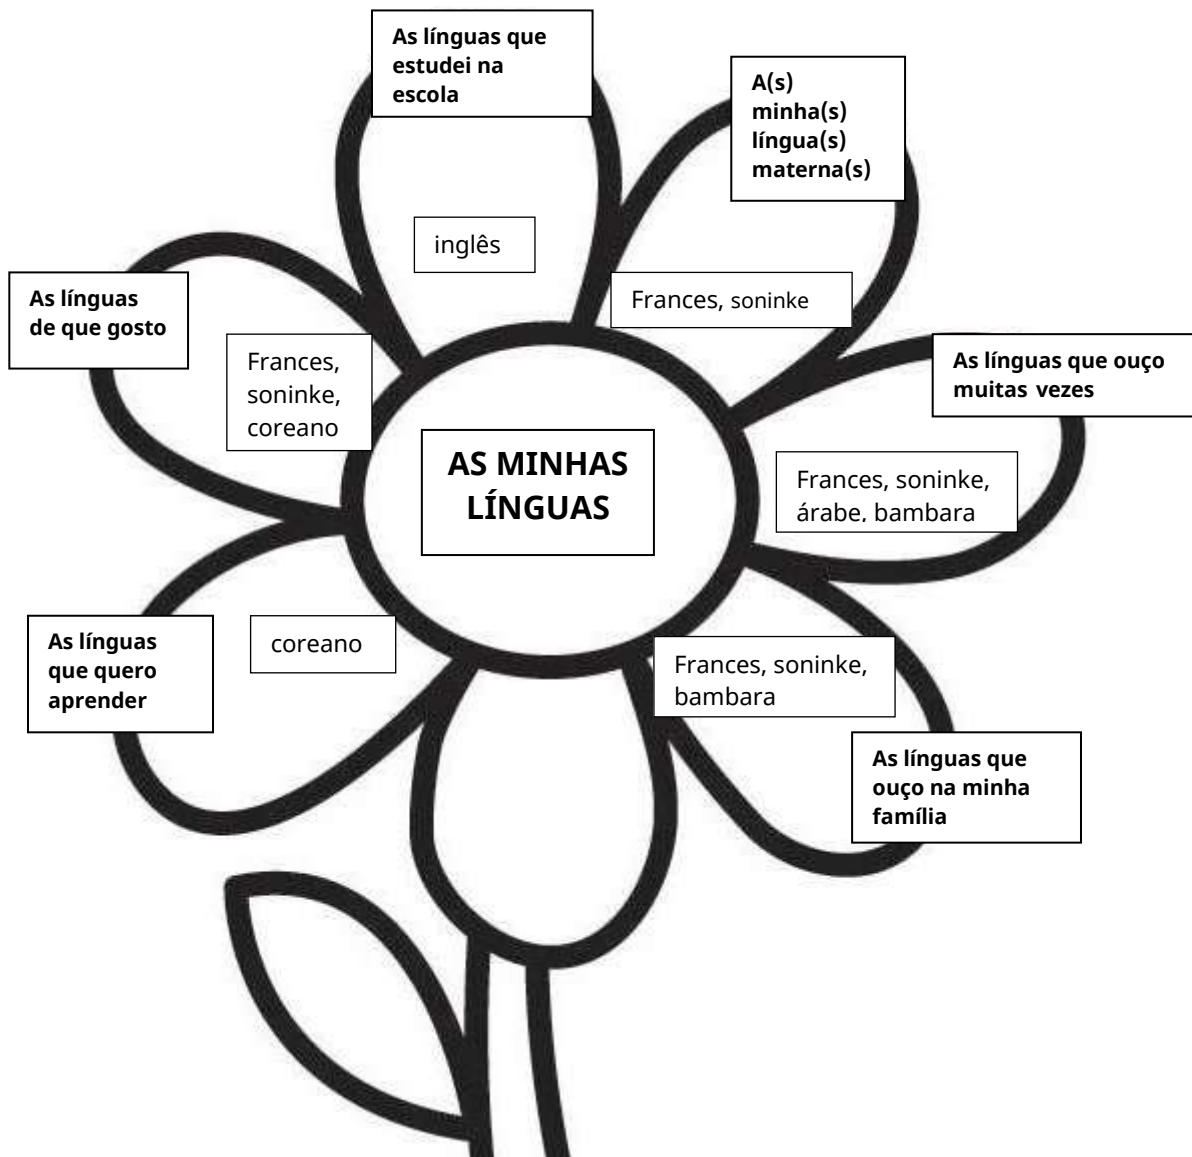 As línguas que
estudei na
escola
A(s)
minha(s)
língua(s)
materna(s)
inglês
Frances, soninke
As línguas
de que gosto
Frances,
soninke,
coreano
As línguas que ouço
muitas vezes
AS MINHAS
LÍNGUAS
Frances, soninke,
árabe, bambara
As línguas
que quero
aprender
coreano
Frances, soninke,
bambara
As línguas que
ouço na minha
família